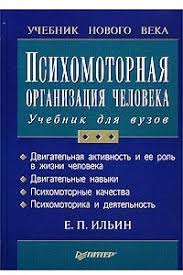 УЧЕБНИК НОВОГО ВЕКА
ПСИХОМОТОРНАЯ
ОРГАНИЗАЦИЯ ЧЕЛОВЕКА
Учебник для вузов
Двигательная активность и ее роль
в жизни человека
Двигательные навыки
Психомоторные качества
Психомоторика и деятельность
Е. П. ИЛЬИН
ПИТЕР